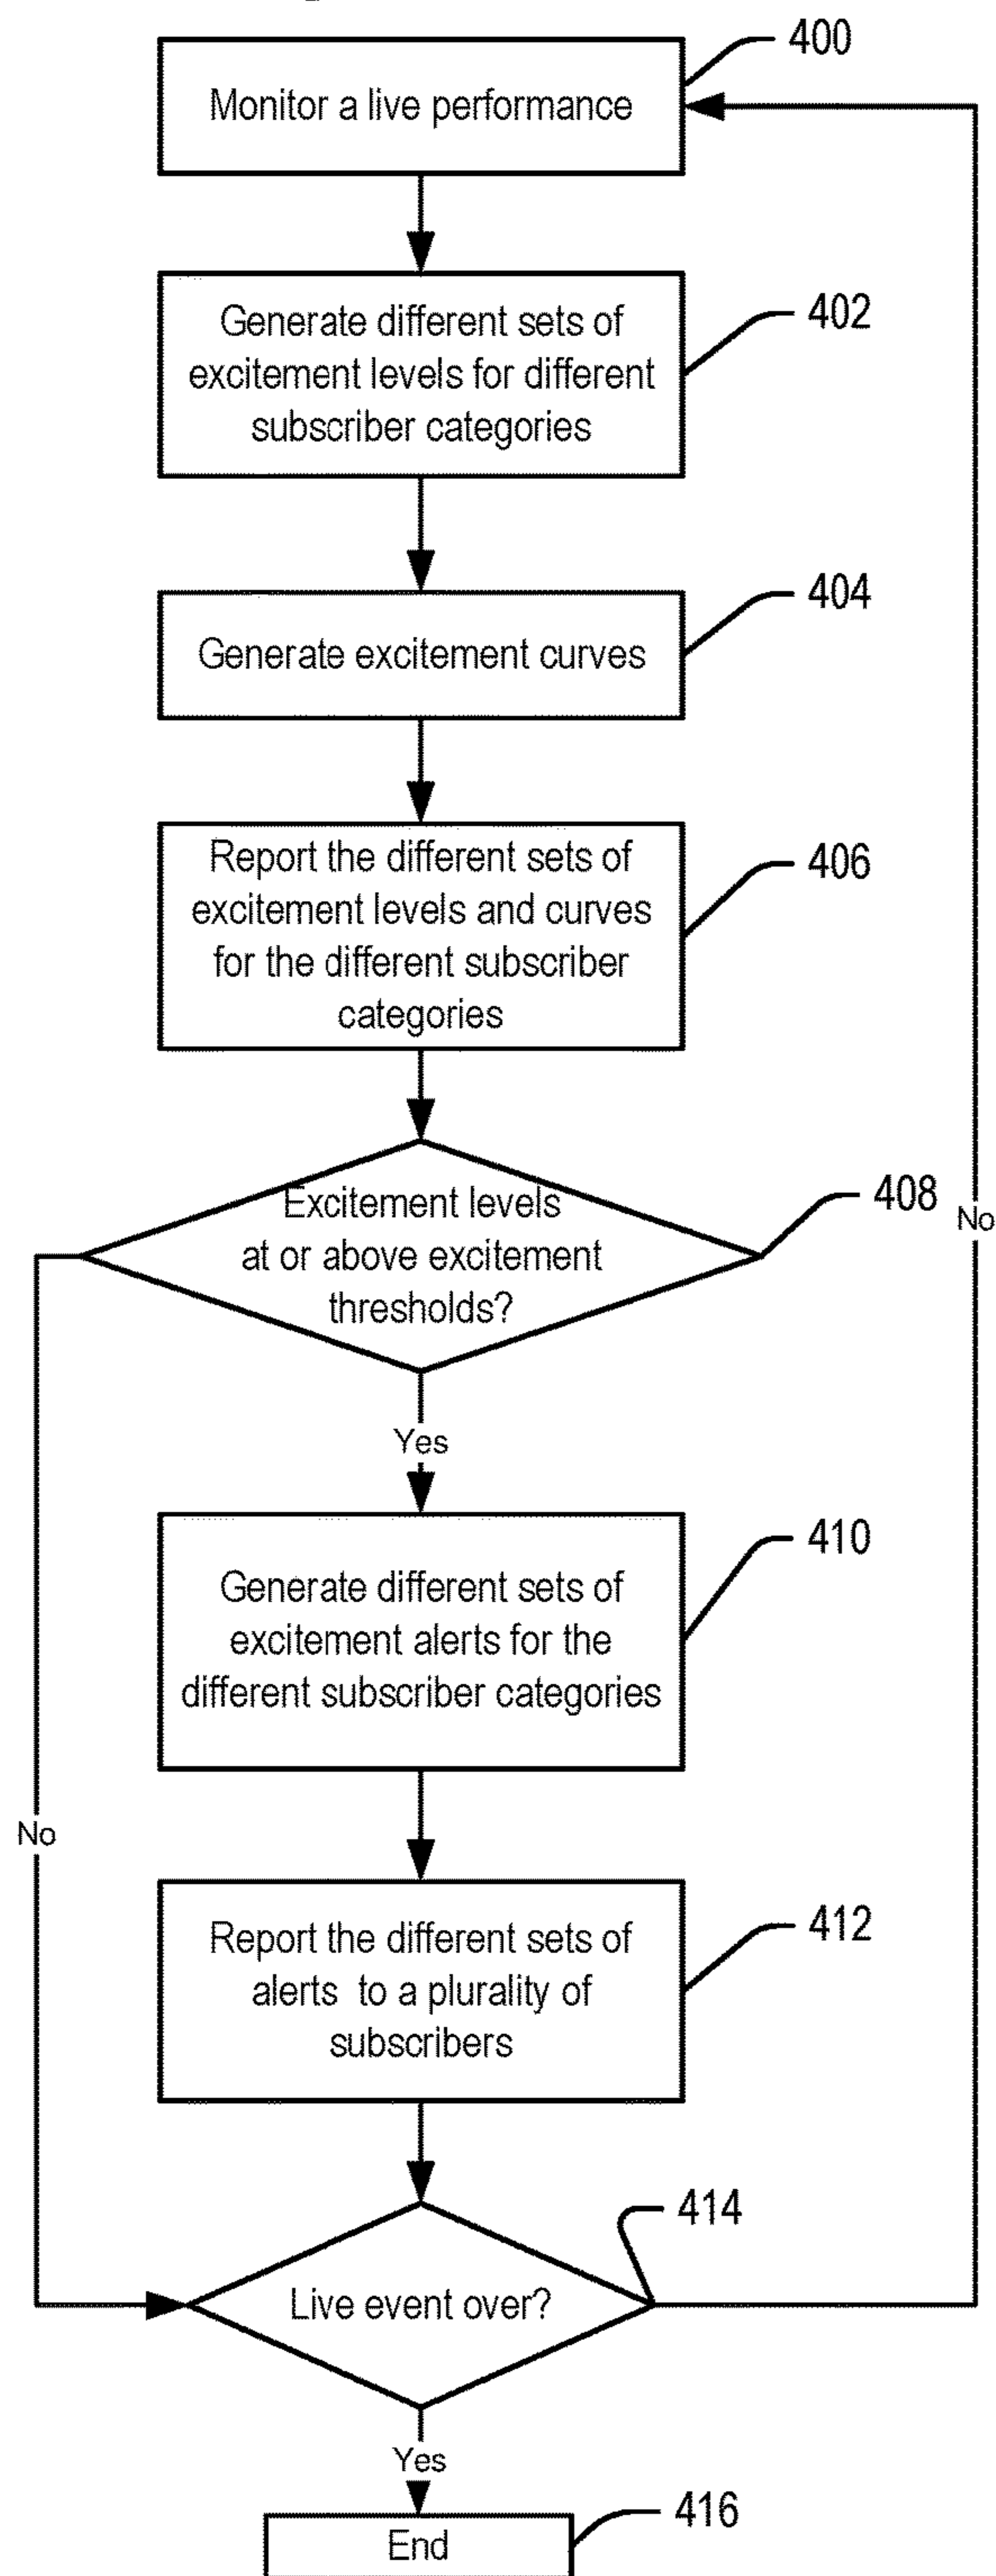 400
Monitor a live performance
402
Generate different sets of
excitement levels for different
subscriber categories
404
Generate excitement curves
406
Report the different sets of
excitement levels and curves
for the different subscriber
categories
408
Excitement levels
at or above excitement
thresholds?
No
Yes
410
Generate different sets of
excitement alerts for the
different subscriber categories
No
412
Report the different sets of
alerts to a plurality of
subscribers
414
Live event over?
Yes
416
End